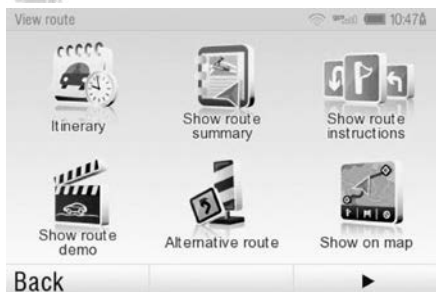 View route
10:47
Itinerary
Show route
summary
Show route
instructions
Show route
demo
Alternative route
Show on map
Back